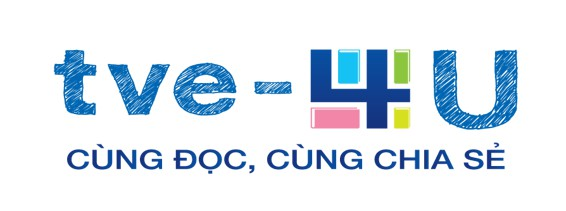 tve-4U
CÙNG ĐỌC, CÙNG CHIA SẺ